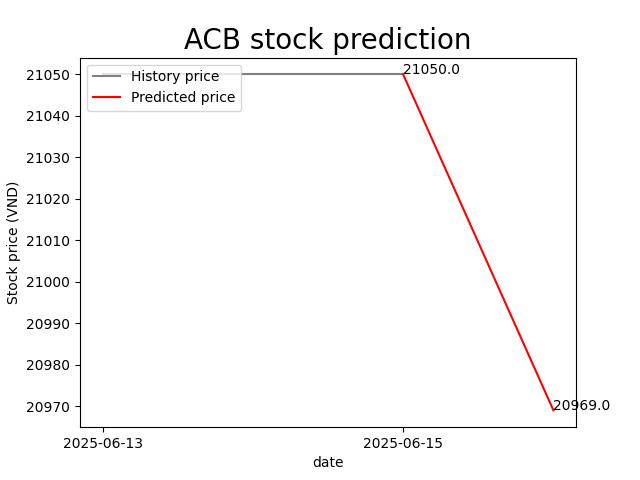 ACB stock prediction
21050
21040
21030
21020
21010
21000
20990
20980
20970
Stock price (VND)
History price
Predicted price
21050.0
20969.0
2025-06-13
2025-06-15
date